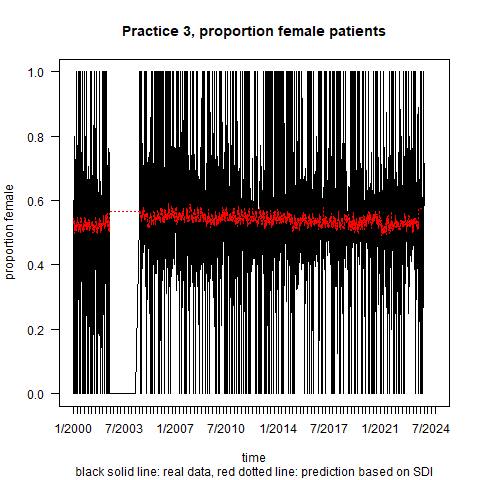 Practice 3, proportion female patients
proportion female
1.0
0.8
0.6
0.4
0.2
0.0
1/2000 7/2003 1/2007 7/2010 1/2014 7/2017 1/2021 7/2024
time
black solid line: real data, red dotted line: prediction based on SDI